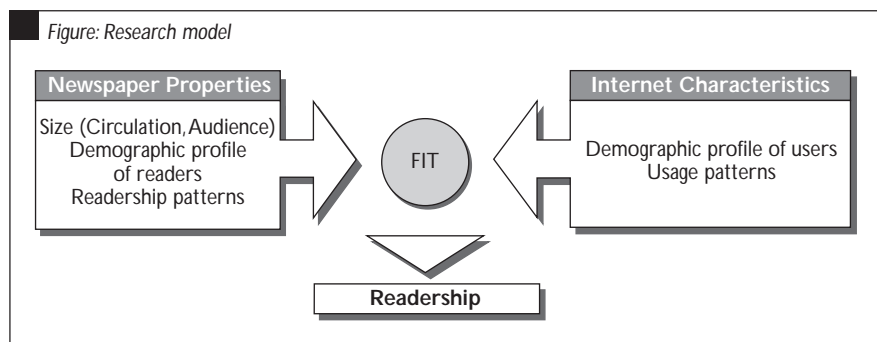 Figure: Research model
Newspaper Properties
Size (Circulation, Audience)
Demographic profile
of readers
Readership patterns
FIT
Internet Characteristics
Demographic profile of users
Usage patterns
Readership